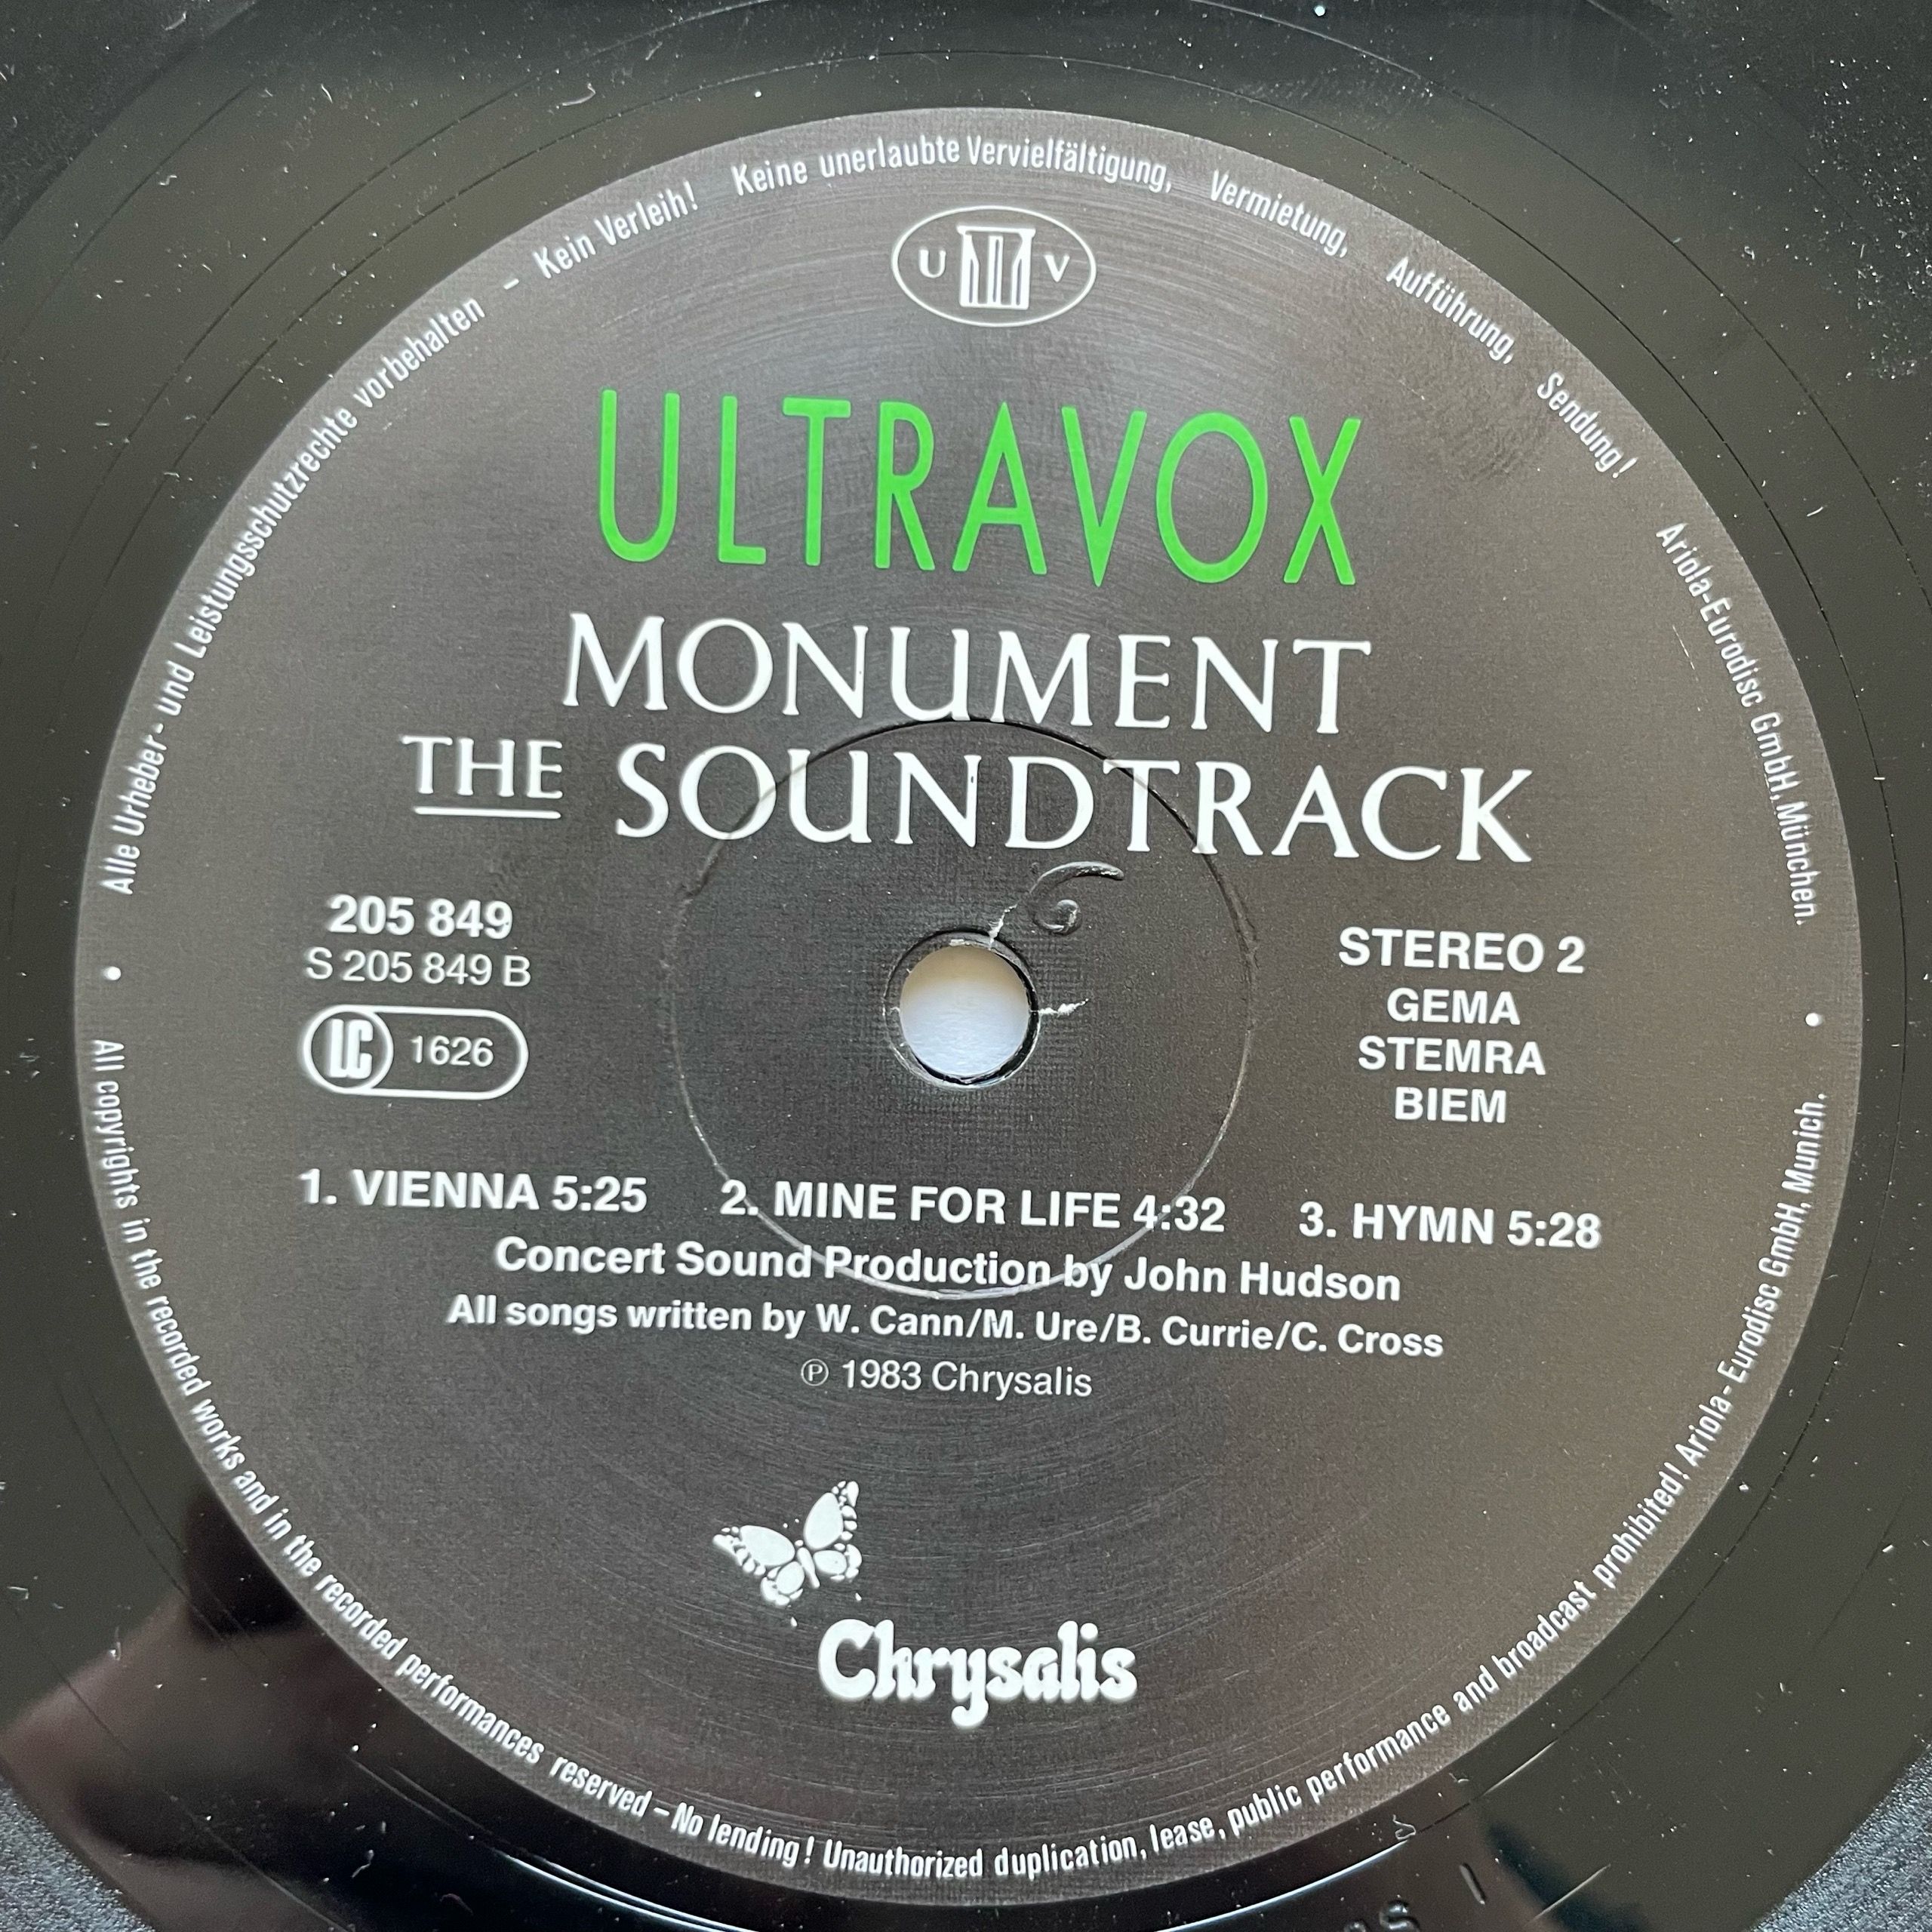 Alle Urheber- und Leistungsschutzrechte vorbehalten – Kein Verleih! Keine unerlaubte Vervielfältigung, Vermietung, Aufführung, Sendung! Ariola-Eurodisc GmbH, München.
U V
ULTRAVOX
MONUMENT
THE SOUNDTRACK
6
205 849
S 205 849 B
LC 1626
STEREO 2
GEMA
STEMRA
BIEM
1. VIENNA 5:25 2. MINE FOR LIFE 4:32 3. HYMN 5:28
Concert Sound Production by John Hudson
All songs written by W. Cann/M. Ure/B. Currie/C. Cross
℗ 1983 Chrysalis
Chrysalis
All copyrights in the recorded works and in the recorded performances reserved – No lending! Unauthorized duplication, lease, public performance and broadcast prohibited! Ariola-Eurodisc GmbH, Munich.